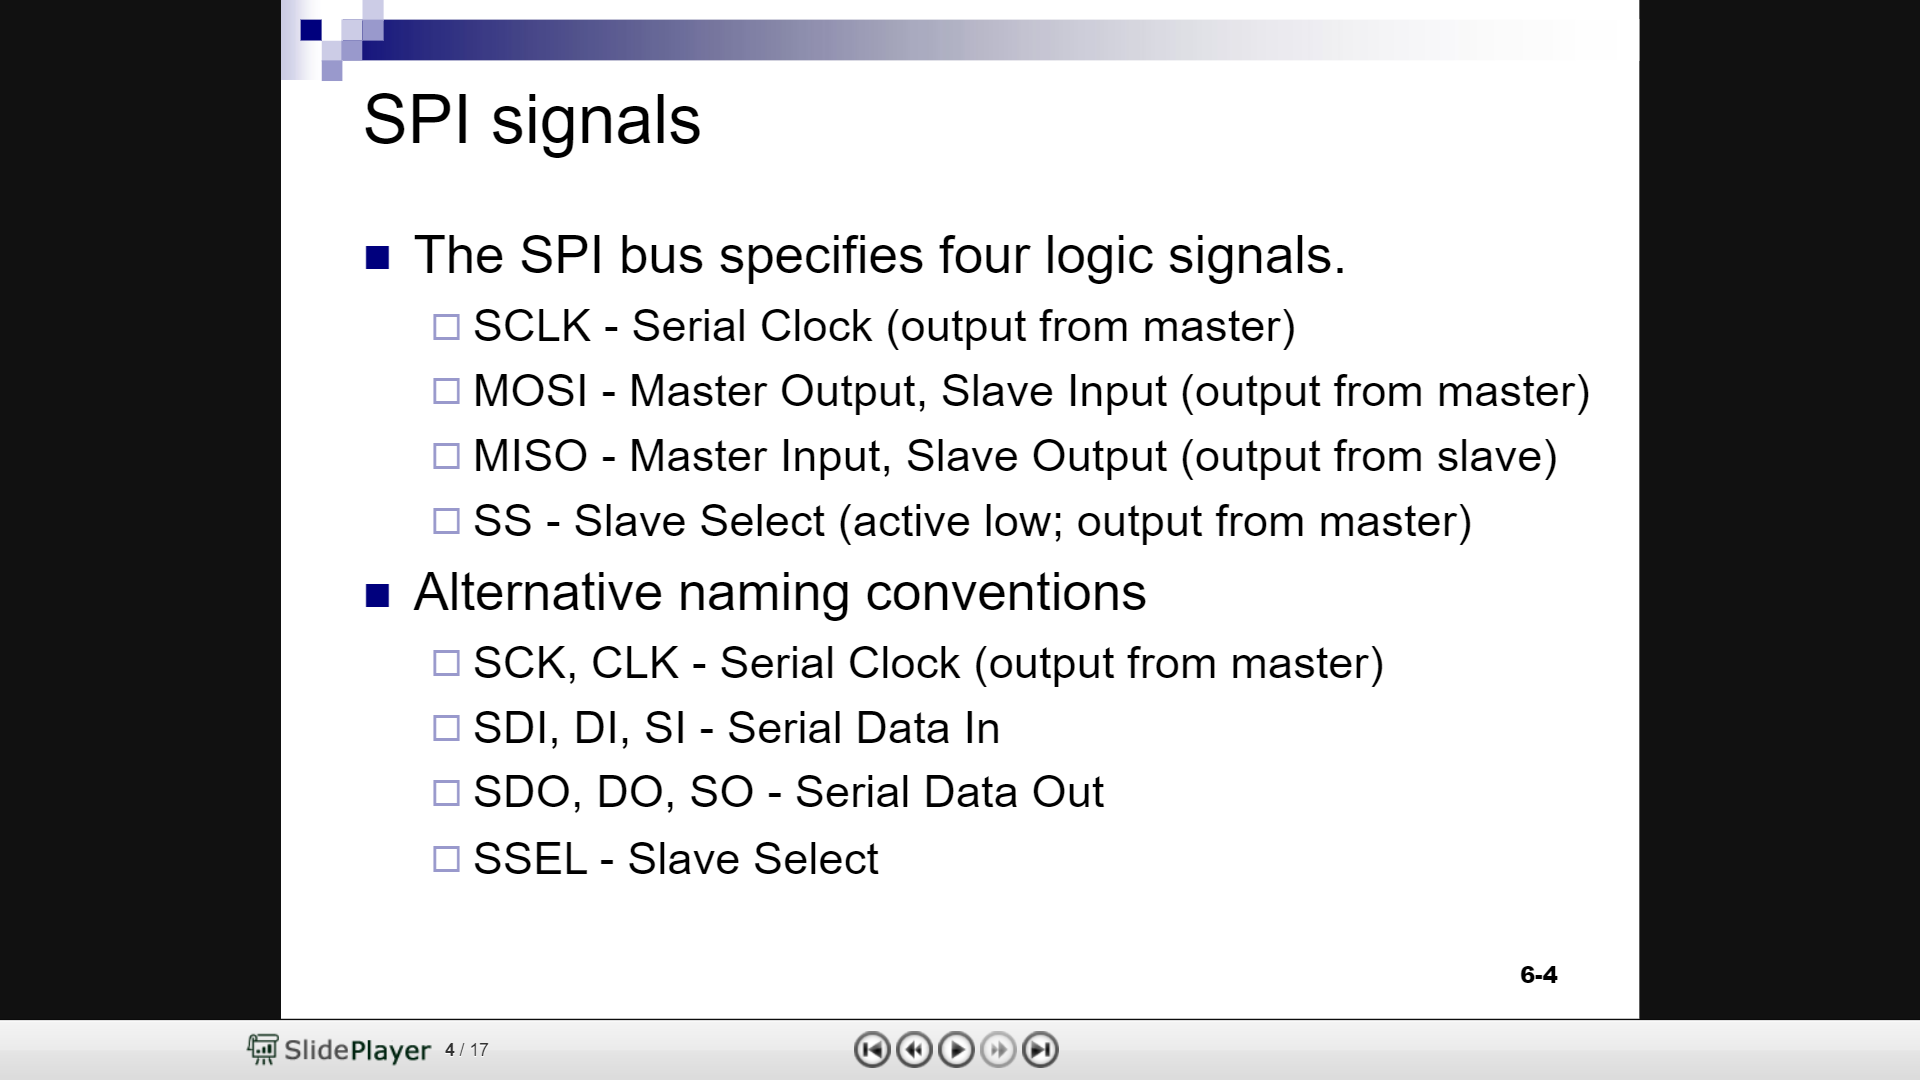 SPI signals
The SPI bus specifies four logic signals.
SCLK - Serial Clock (output from master)
MOSI - Master Output, Slave Input (output from master)
MISO - Master Input, Slave Output (output from slave)
SS - Slave Select (active low; output from master)
Alternative naming conventions
SCK, CLK - Serial Clock (output from master)
SDI, DI, SI - Serial Data In
SDO, DO, SO - Serial Data Out
SSEL - Slave Select
6-4
SlidePlayer 4 / 17